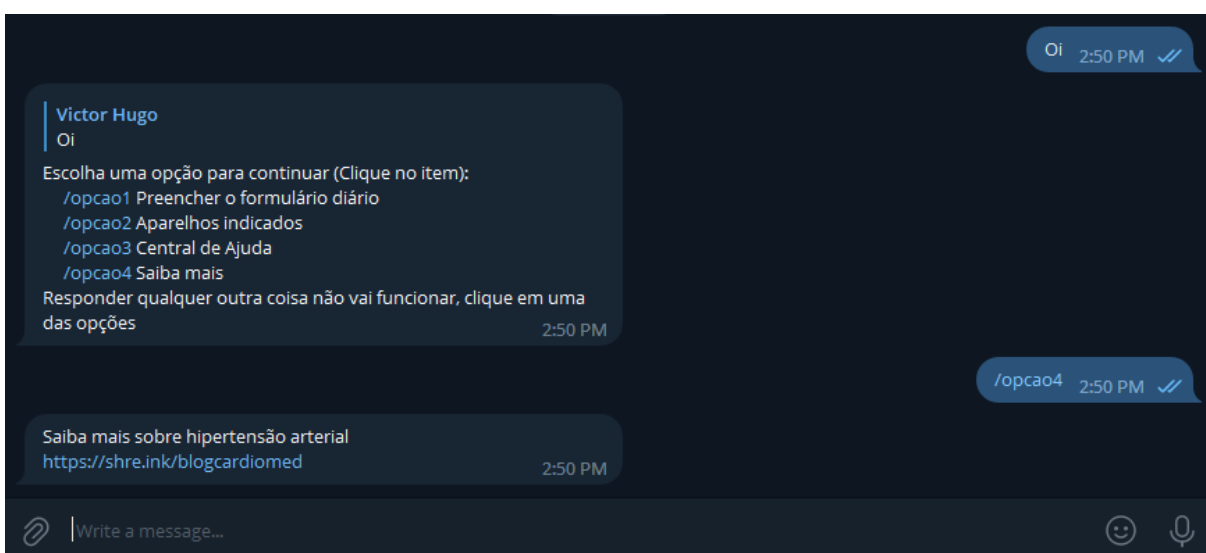 Oi 2:50 PM
Victor Hugo
Oi
Escolha uma opção para continuar (Clique no item):
/opcao1 Preencher o formulário diário
/opcao2 Aparelhos indicados
/opcao3 Central de Ajuda
/opcao4 Saiba mais
Responder qualquer outra coisa não vai funcionar, clique em uma
das opções 2:50 PM
/opcao4 2:50 PM
Saiba mais sobre hipertensão arterial
https://shre.ink/blogcardiomed 2:50 PM
Write a message...